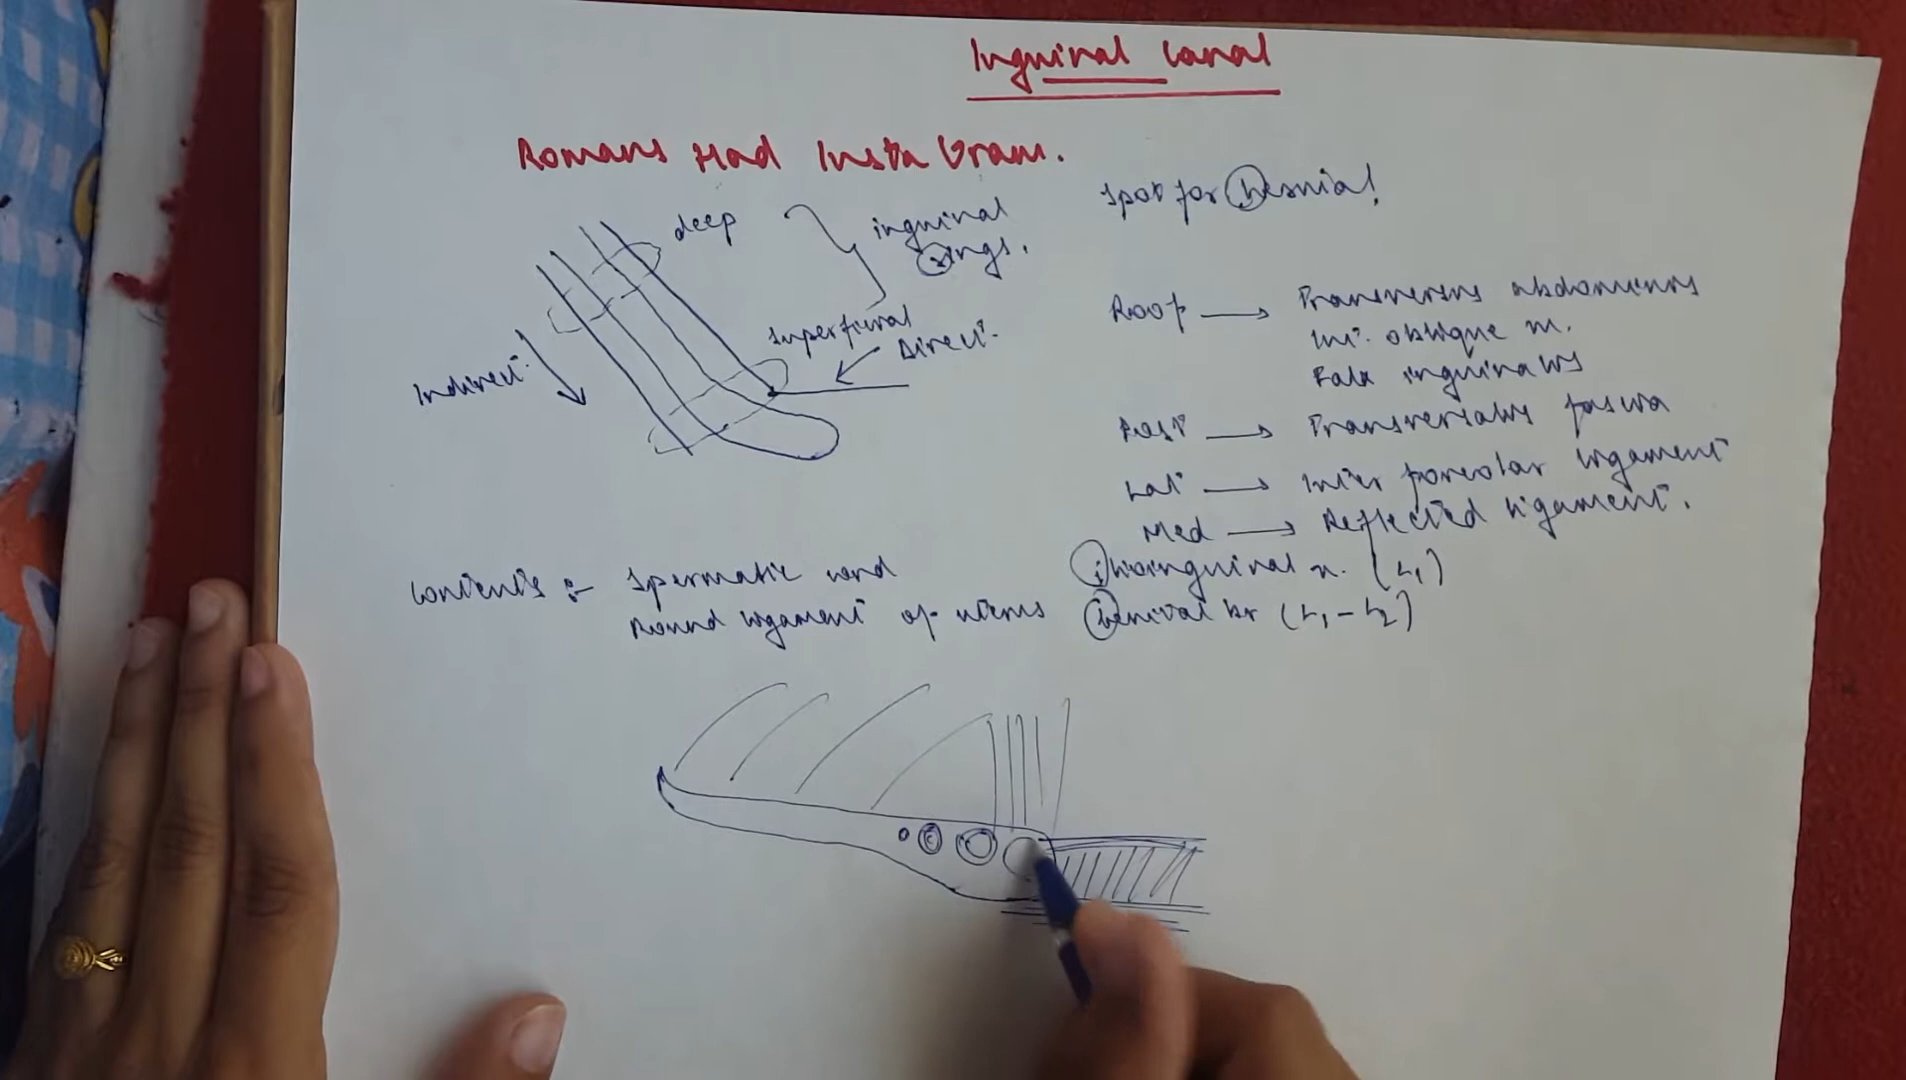 Inguinal Canal
Romans Had Insta Gram.
Spot for hernia!
deep
inguinal
rings.
superficial
Direct.
Indirect.
Roof → Transversus abdominis
Int. oblique m.
Falx inguinalis
Post → Transversalis fascia
Lat → Inter foveolar ligament
Med → Reflected ligament.
Contents :- Spermatic cord
Round ligament of uterus
ilioinguinal n. (L1)
Genital br (L1-L2)